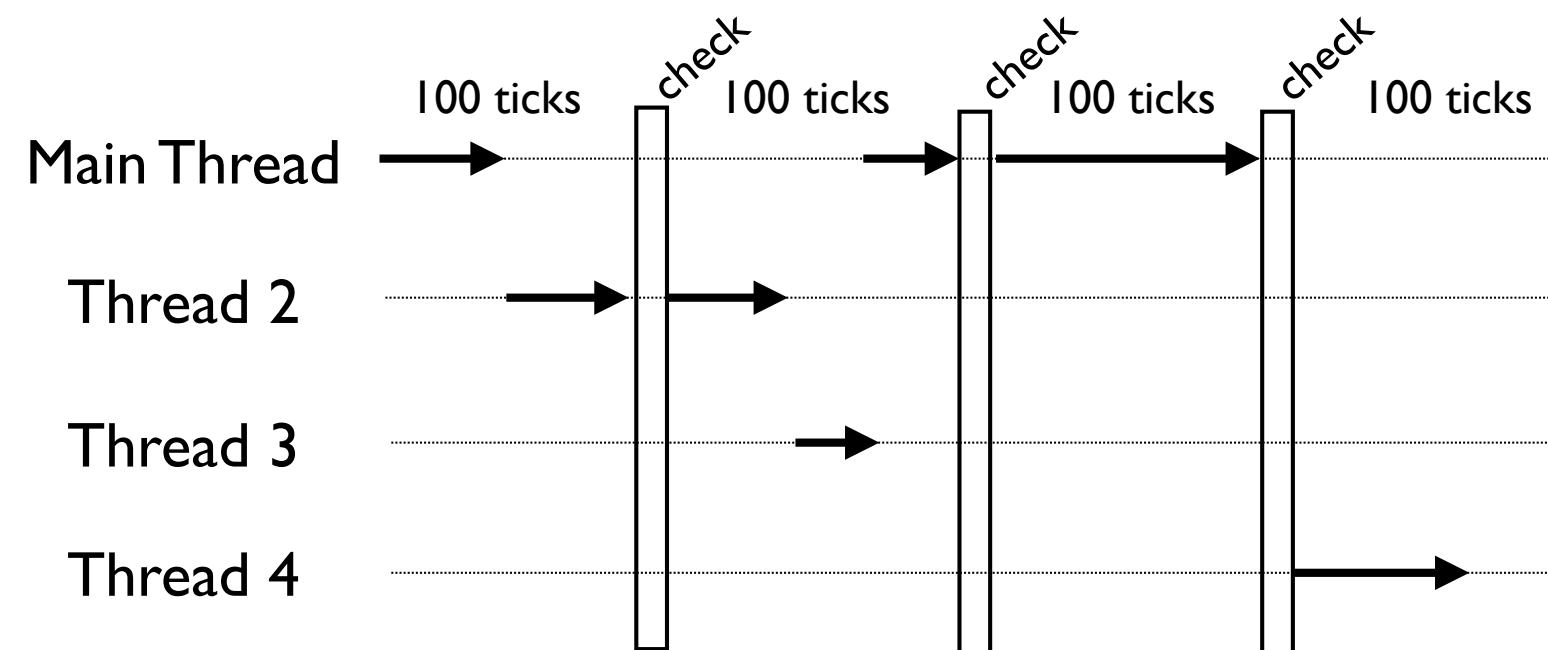 check
check
check
100 ticks
100 ticks
100 ticks
100 ticks
Main Thread
Thread 2
Thread 3
Thread 4